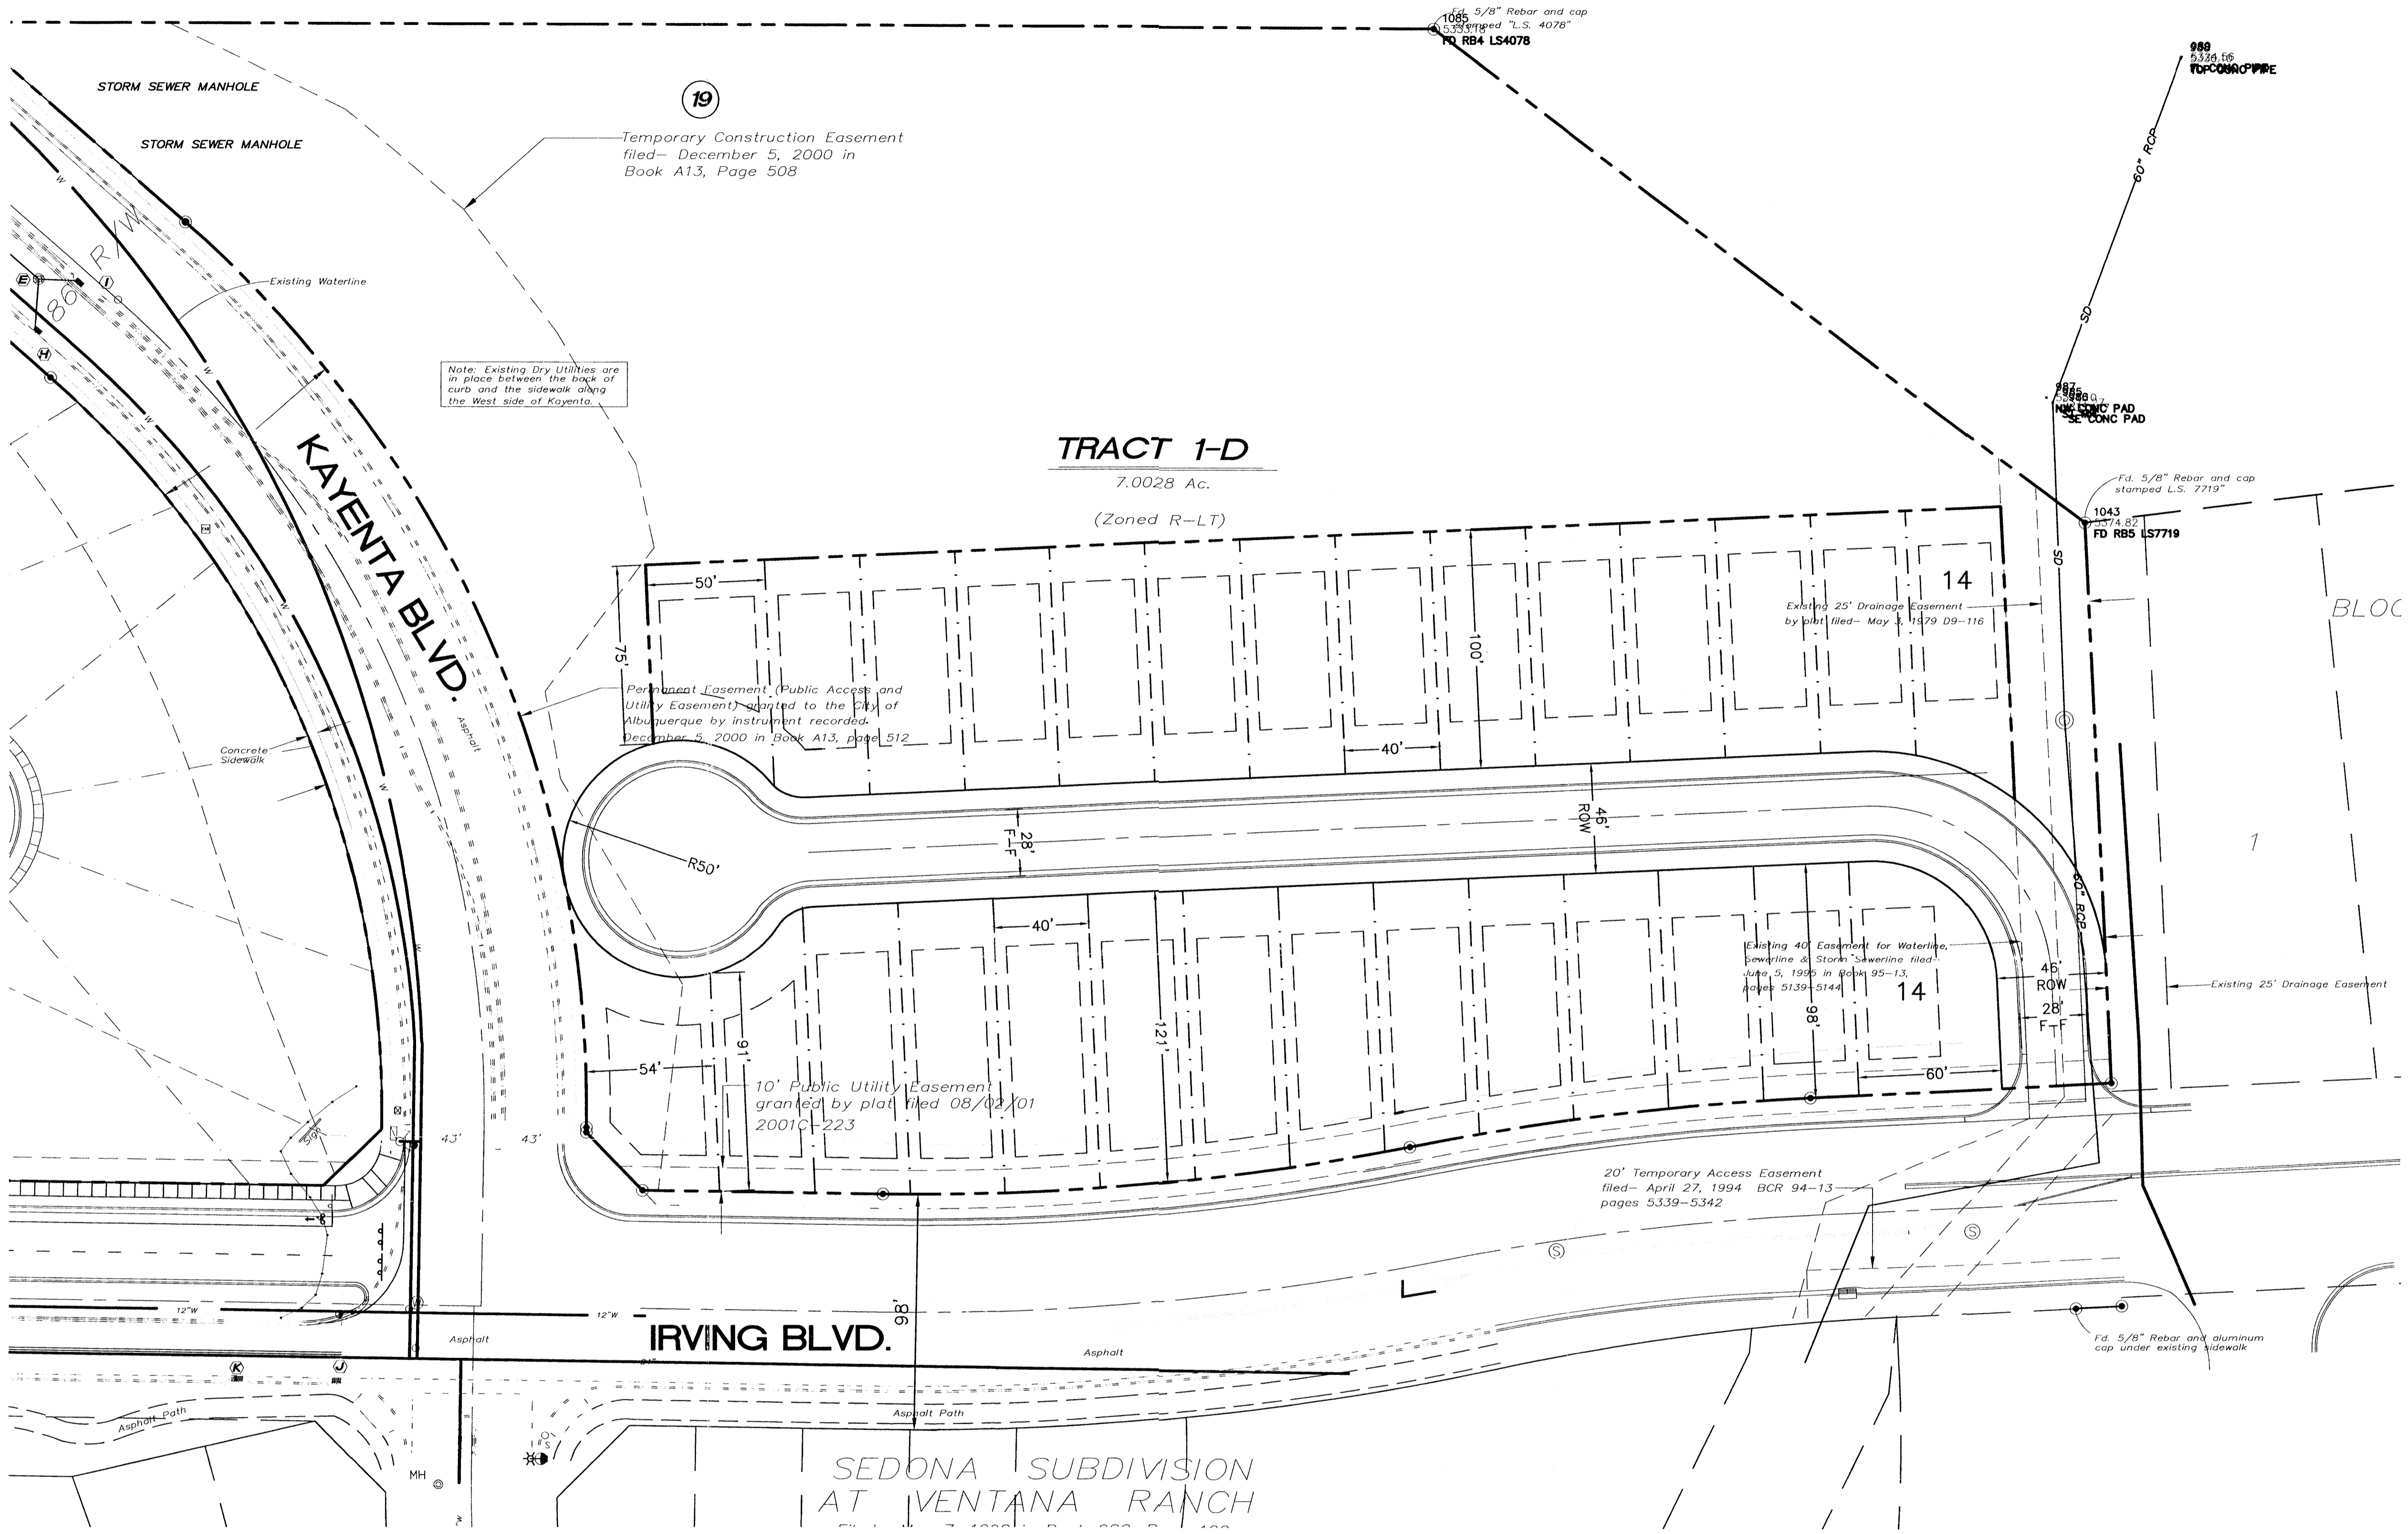 Fd. 5/8" Rebar and cap
stamped "L.S. 4078"
1085
5333.18
FD RB4 LS4078
TOP CONC PIPE
STORM SEWER MANHOLE
STORM SEWER MANHOLE
19
Temporary Construction Easement
filed- December 5, 2000 in
Book A13, Page 508
60" RCP
SD
W
86' R/W
E
I
H
Existing Waterline
W
W
Note: Existing Dry Utilities are
in place between the back of
curb and the sidewalk along
the West side of Kayenta.
987
NW CONC PAD
SE CONC PAD
KAYENTA BLVD.
TRACT 1-D
7.0028 Ac.
(Zoned R-LT)
Fd. 5/8" Rebar and cap
stamped L.S. 7719"
1043
5374.82
FD RB5 LS7719
SD
50'
75'
100'
14
Existing 25' Drainage Easement
by plat filed- May 3, 1979 D9-116
BLOC
W
Permanent Easement (Public Access and
Utility Easement) granted to the City of
Albuquerque by instrument recorded
December 5, 2000 in Book A13, page 512
Asphalt
Concrete
Sidewalk
40'
W
R50'
28'
F-F
46'
ROW
1
60" RCP
40'
W
Existing 40' Easement for Waterline,
Sewerline & Storm Sewerline filed-
June 5, 1995 in Book 95-13,
pages 5139-5144
14
46'
ROW
28'
F-F
Existing 25' Drainage Easement
91'
121'
98'
54'
60'
10' Public Utility Easement
granted by plat filed 08/02/01
2001C-223
Sign
43'
43'
20' Temporary Access Easement
filed- April 27, 1994 BCR 94-13
pages 5339-5342
S
S
12"W
12"W
86'
IRVING BLVD.
Asphalt
Asphalt
Fd. 5/8" Rebar and aluminum
cap under existing sidewalk
K
J
Asphalt Path
Asphalt Path
MH
SEDONA SUBDIVISION
AT VENTANA RANCH